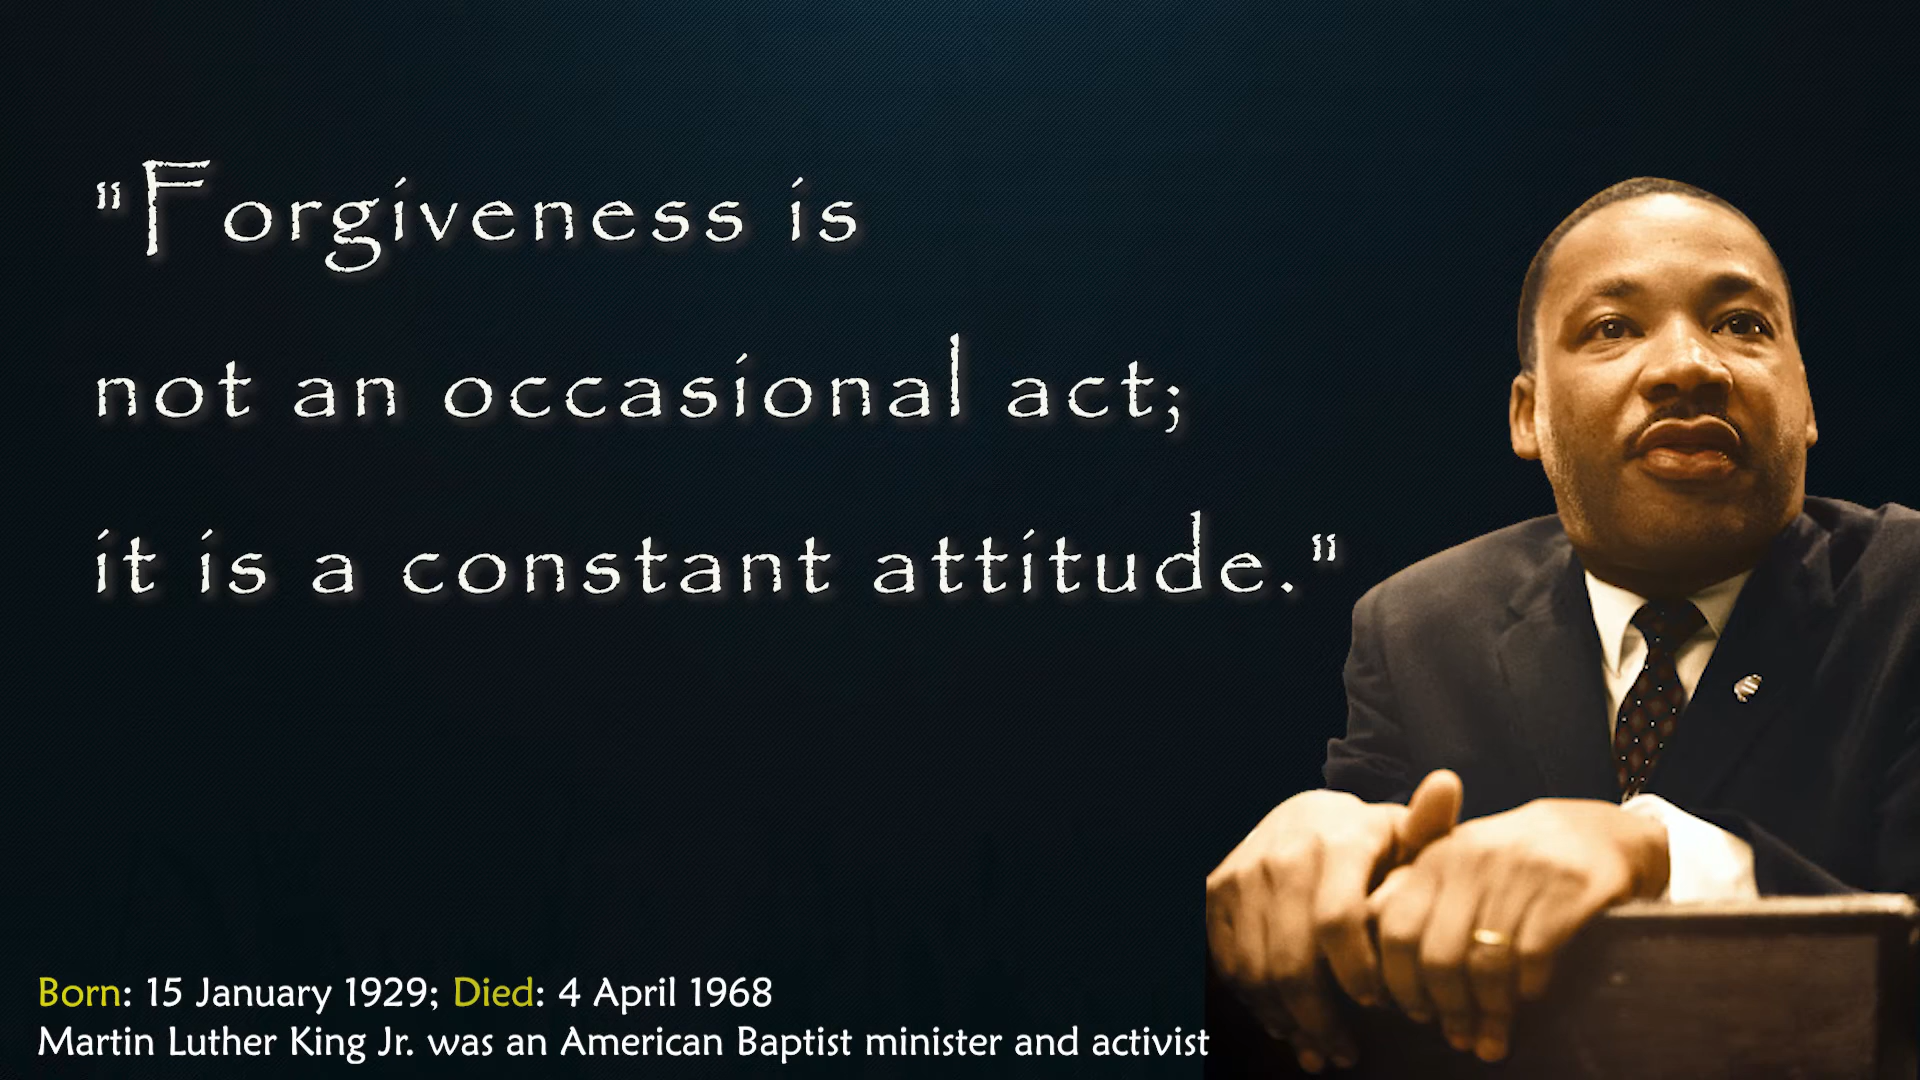 "Forgiveness is
not an occasional act;
it is a constant attitude."
Born: 15 January 1929; Died: 4 April 1968
Martin Luther King Jr. was an American Baptist minister and activist